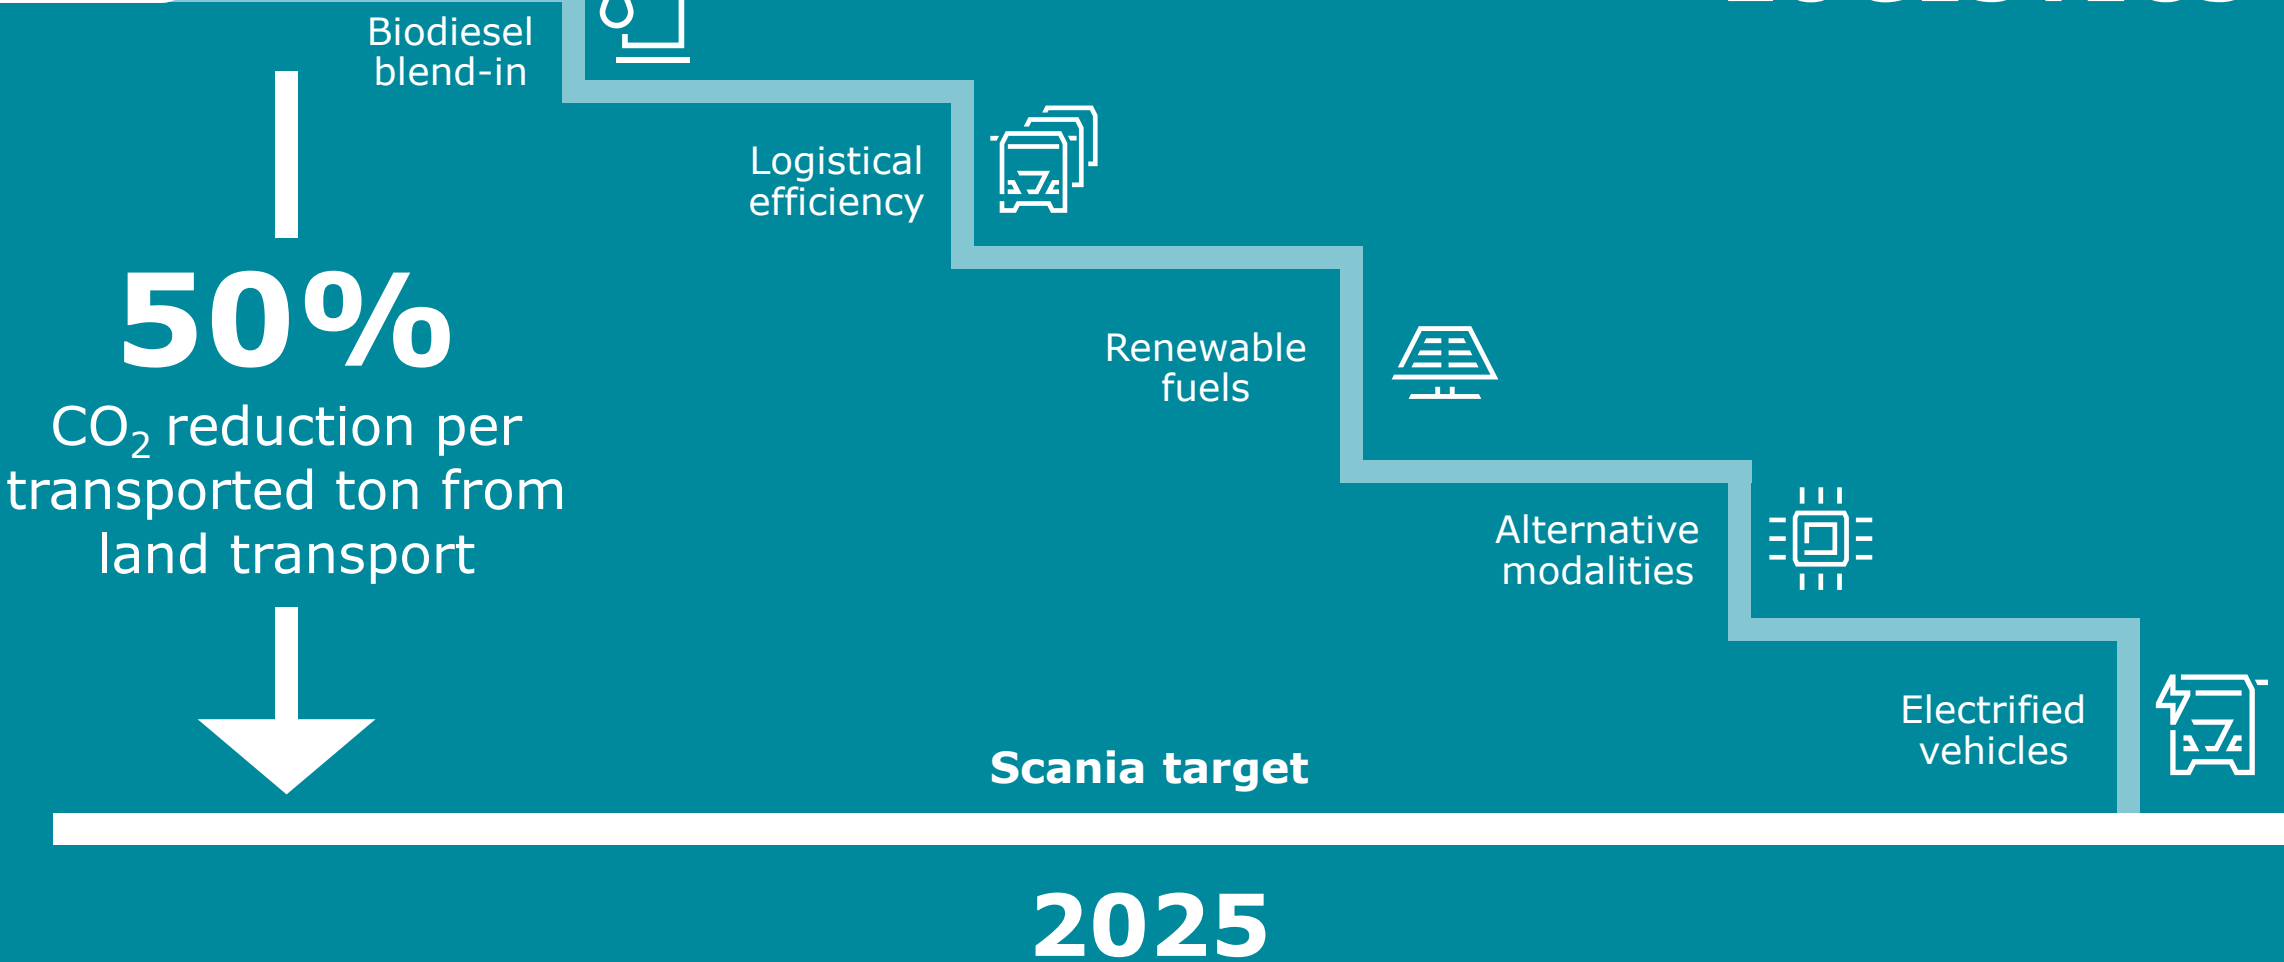 Biodiesel
blend-in
Logistical
efficiency
50%
CO₂ reduction per
transported ton from
land transport
Renewable
fuels
Alternative
modalities
Electrified
vehicles
Scania target
2025